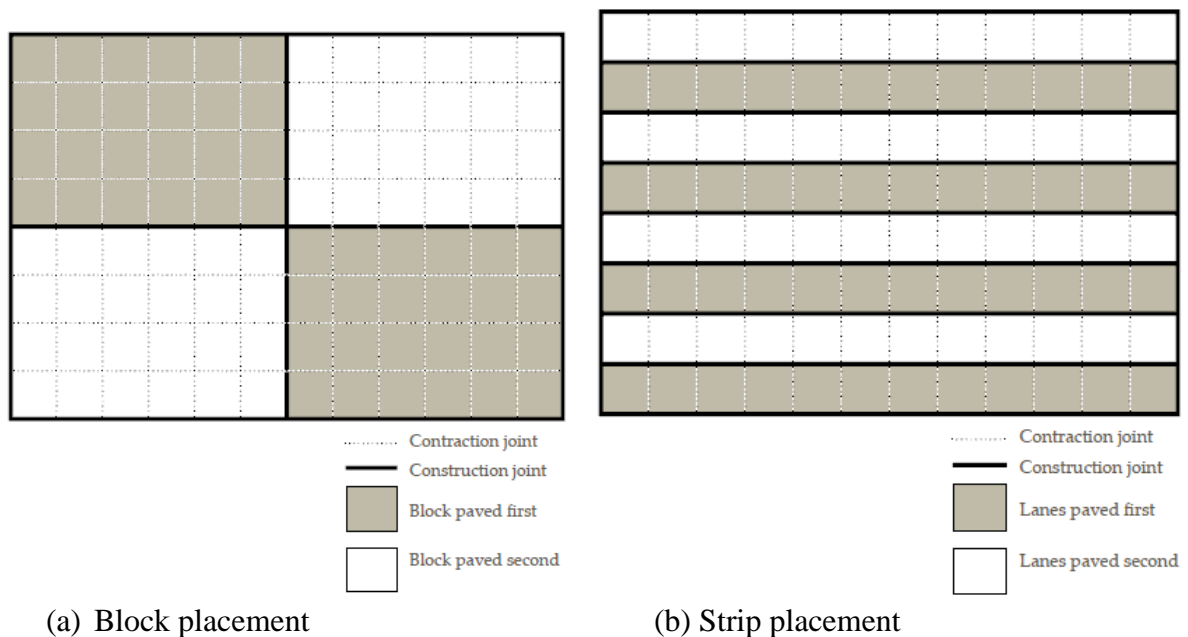 Contraction joint
Construction joint
Block paved first
Block paved second
Contraction joint
Construction joint
Lanes paved first
Lanes paved second
(a) Block placement
(b) Strip placement